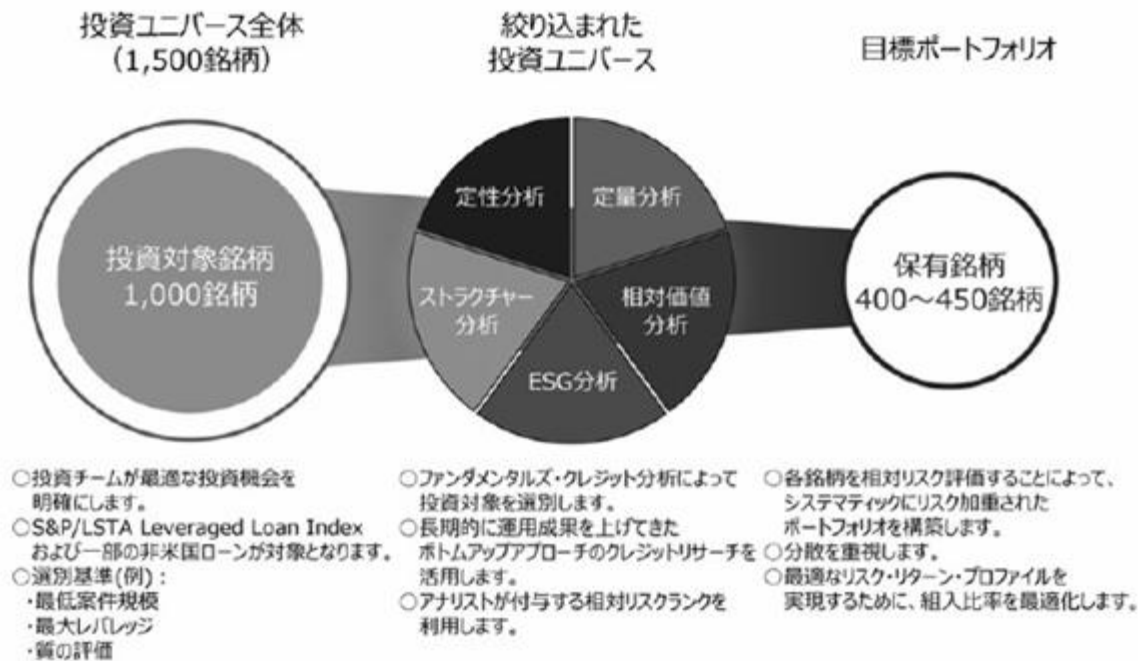 投資ユニバース全体
（1,500銘柄）
絞り込まれた
投資ユニバース
目標ポートフォリオ
投資対象銘柄
1,000銘柄
定性分析
定量分析
ストラクチャー
分析
相対価値
分析
ESG分析
保有銘柄
400～450銘柄
○投資チームが最適な投資機会を
明確にします。
○S&P/LSTA Leveraged Loan Index
および一部の非米国ローンが対象となります。
○選別基準(例)：
・最低案件規模
・最大レバレッジ
・質の評価
○ファンダメンタルズ・クレジット分析によって
投資対象を選別します。
○長期的に運用成果を上げてきた
ボトムアップアプローチのクレジットリサーチを
活用します。
○アナリストが付与する相対リスクランクを
利用します。
○各銘柄を相対リスク評価することによって、
システマティックにリスク加重された
ポートフォリオを構築します。
○分散を重視します。
○最適なリスク・リターン・プロファイルを
実現するために、組入比率を最適化します。